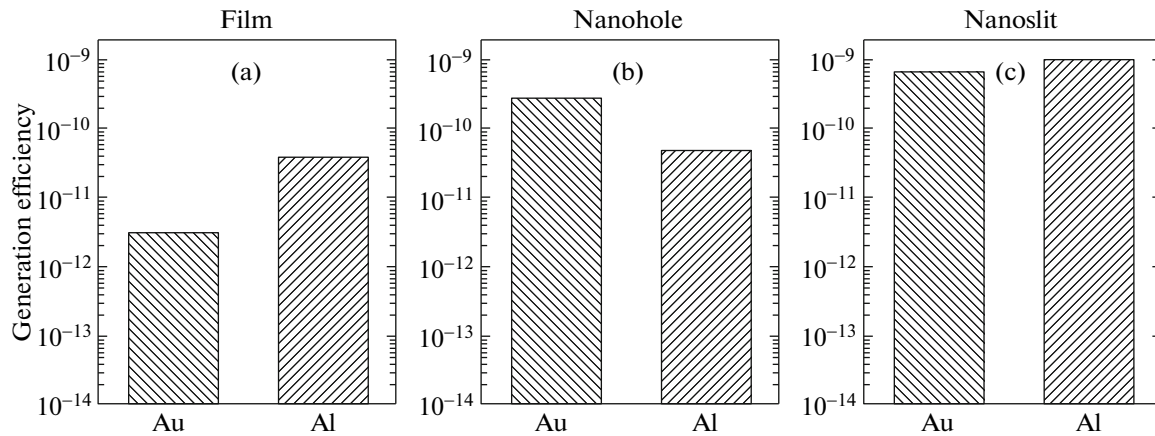 Film
Nanohole
Nanoslit
Generation efficiency
(a)
10⁻⁹
10⁻¹⁰
10⁻¹¹
10⁻¹²
10⁻¹³
10⁻¹⁴
Au Al
(b)
10⁻⁹
10⁻¹⁰
10⁻¹¹
10⁻¹²
10⁻¹³
10⁻¹⁴
Au Al
(c)
10⁻⁹
10⁻¹⁰
10⁻¹¹
10⁻¹²
10⁻¹³
10⁻¹⁴
Au Al